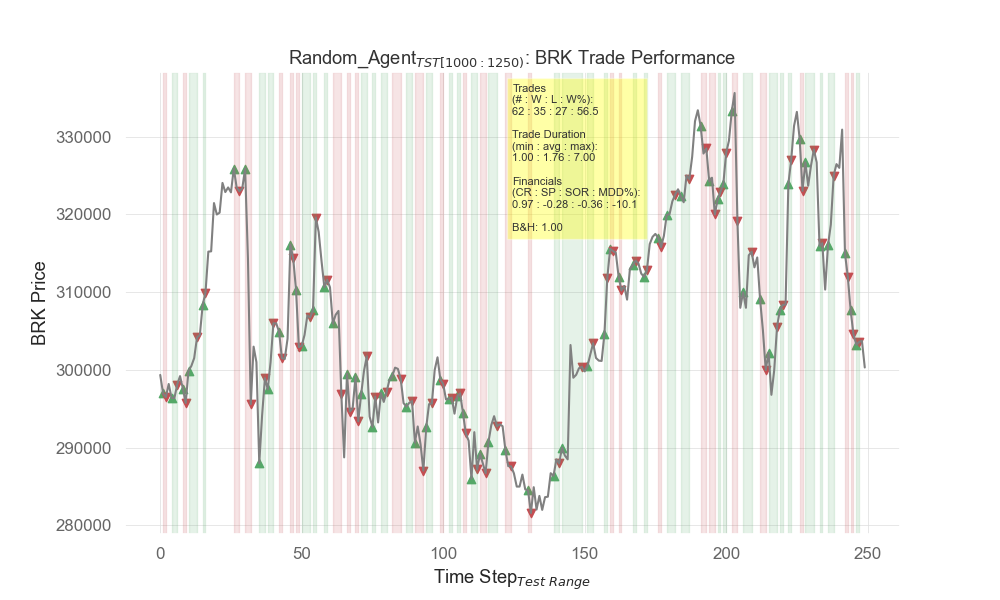 Random_Agent TST[1000 : 1250) : BRK Trade Performance
Trades
(# : W : L : W%):
62 : 35 : 27 : 56.5
Trade Duration
(min : avg : max):
1.00 : 1.76 : 7.00
Financials
(CR : SP : SOR : MDD%):
0.97 : -0.28 : -0.36 : -10.1
B&H: 1.00
BRK Price
330000
320000
310000
300000
290000
280000
0 50 100 150 200 250
Time Step Test Range